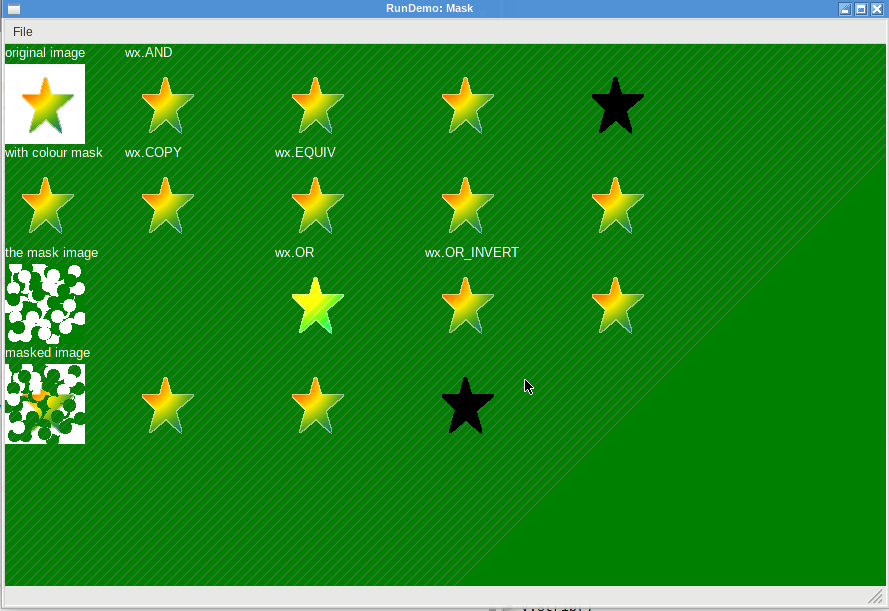 RunDemo: Mask
File
original image wx.AND
with colour mask wx.COPY wx.EQUIV
the mask image wx.OR wx.OR_INVERT
masked image